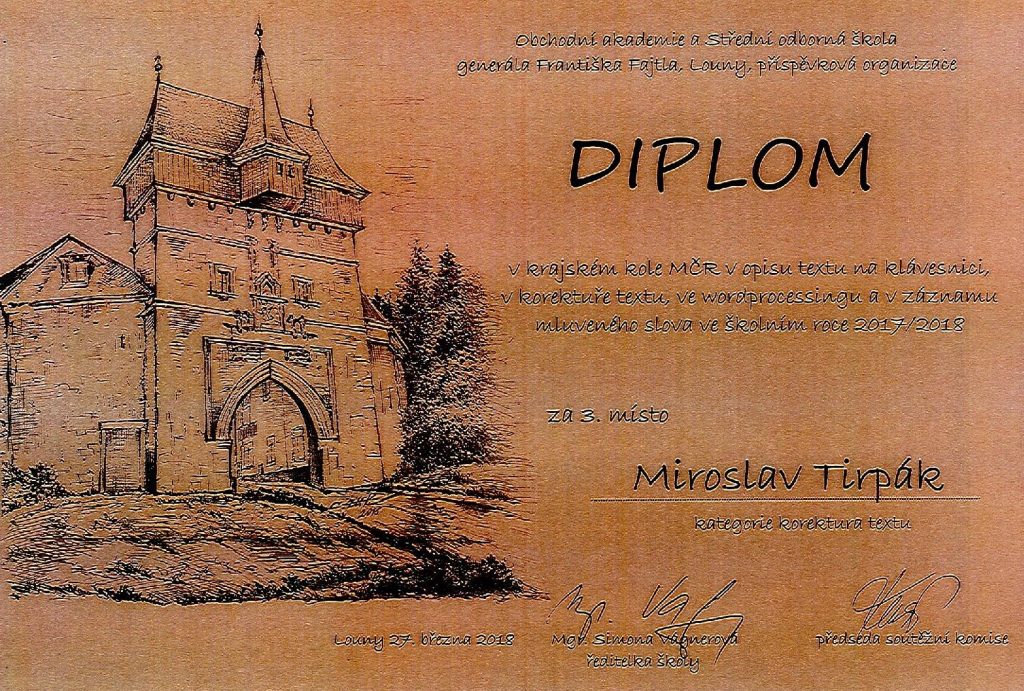 Obchodní akademie a Střední odborná škola
generála Františka Fajtla, Louny, příspěvková organizace
DIPLOM
v krajském kole MČR v opisu textu na klávesnici,
v korektuře textu, ve wordprocessingu a v záznamu
mluveného slova ve školním roce 2017/2018
za 3. místo
Miroslav Tirpák
kategorie korektura textu
Louny 27. března 2018
Mgr. Simona Vágnerová
ředitelka školy
předseda soutěžní komise